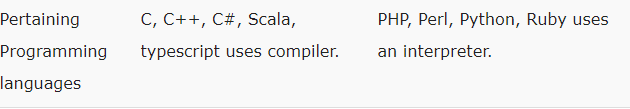 Pertaining
Programming
languages
C, C++, C#, Scala,
typescript uses compiler.
PHP, Perl, Python, Ruby uses
an interpreter.